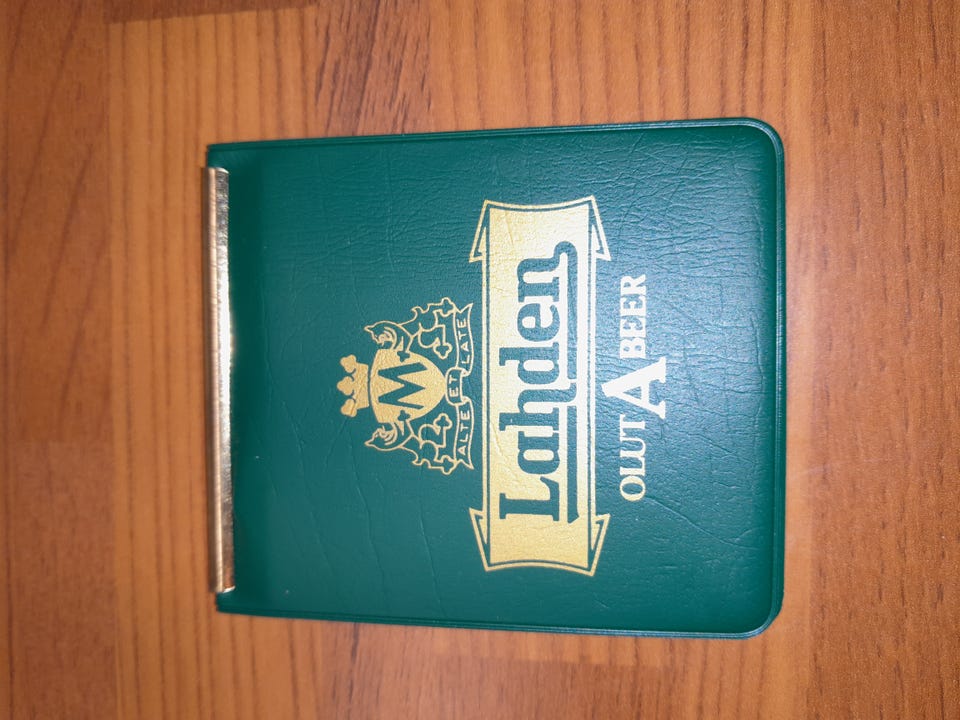 M
ALTE ET LATE
Lahden
OLUT A BEER